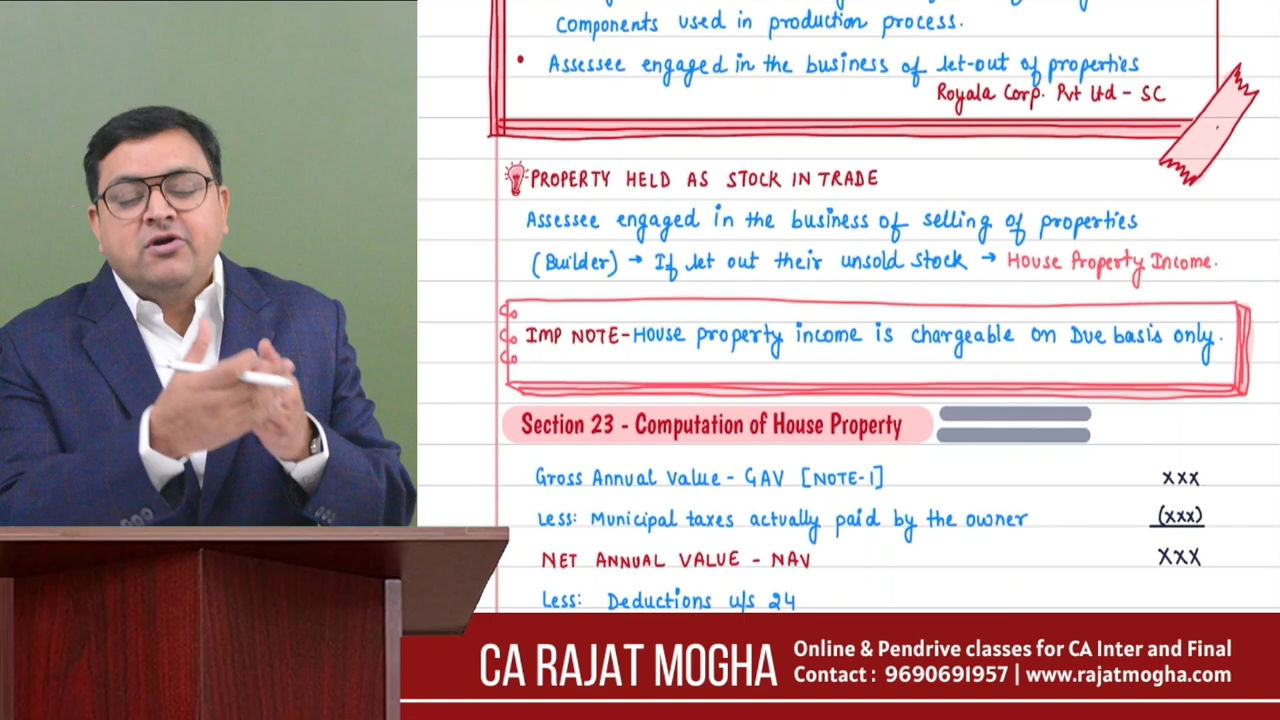 components used in production process.
• Assessee engaged in the business of let-out of properties
Royala Corp. Pvt Ltd - SC
PROPERTY HELD AS STOCK IN TRADE
Assessee engaged in the business of selling of properties
(Builder) → If let out their unsold stock → House Property Income.
IMP NOTE - House property income is chargeable on Due basis only.
Section 23 - Computation of House Property
Gross Annual Value - GAV [NOTE-1] xxx
Less: Municipal taxes actually paid by the owner (xxx)
NET ANNUAL VALUE - NAV XXX
Less: Deductions u/s 24
CA RAJAT MOGHA
Online & Pendrive classes for CA Inter and Final
Contact : 9690691957 | www.rajatmogha.com